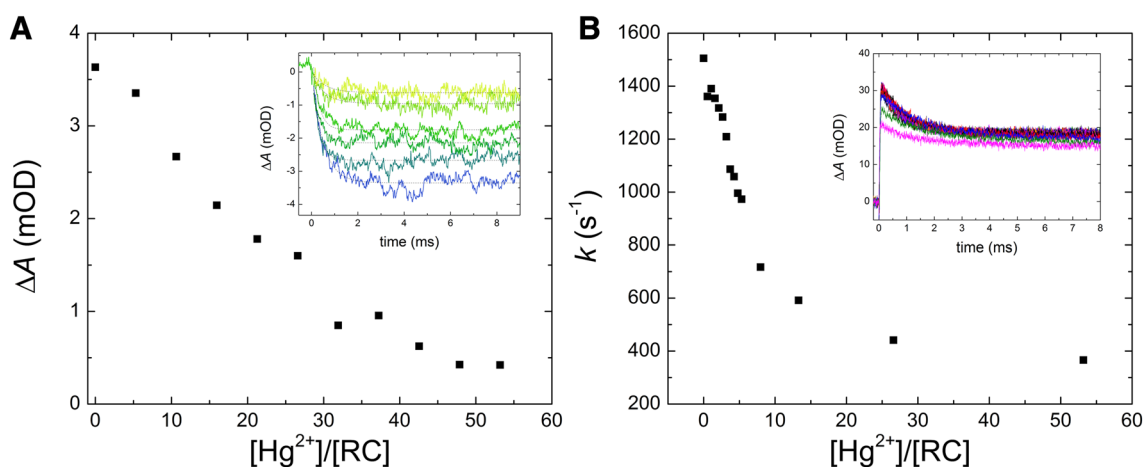 A
4
3
2
1
0
ΔA (mOD)
0 10 20 30 40 50 60
[Hg²⁺]/[RC]
0
-1
-2
-3
-4
ΔA (mOD)
0 2 4 6 8
time (ms)
B
1600
1400
1200
1000
800
600
400
200
k (s⁻¹)
0 10 20 30 40 50 60
[Hg²⁺]/[RC]
40
30
20
10
0
ΔA (mOD)
0 1 2 3 4 5 6 7 8
time (ms)